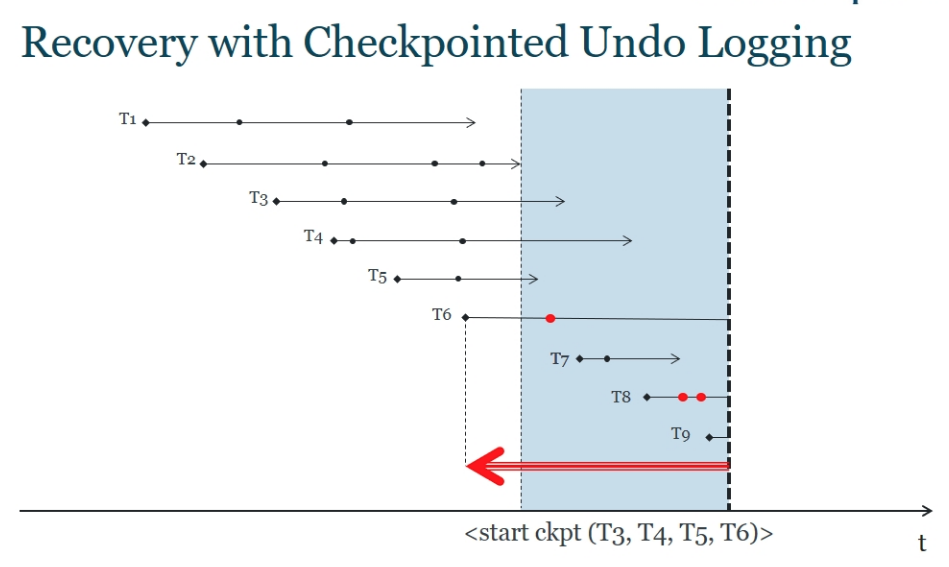 Recovery with Checkpointed Undo Logging
T1
T2
T3
T4
T5
T6
T7
T8
T9
<start ckpt (T3, T4, T5, T6)>
t